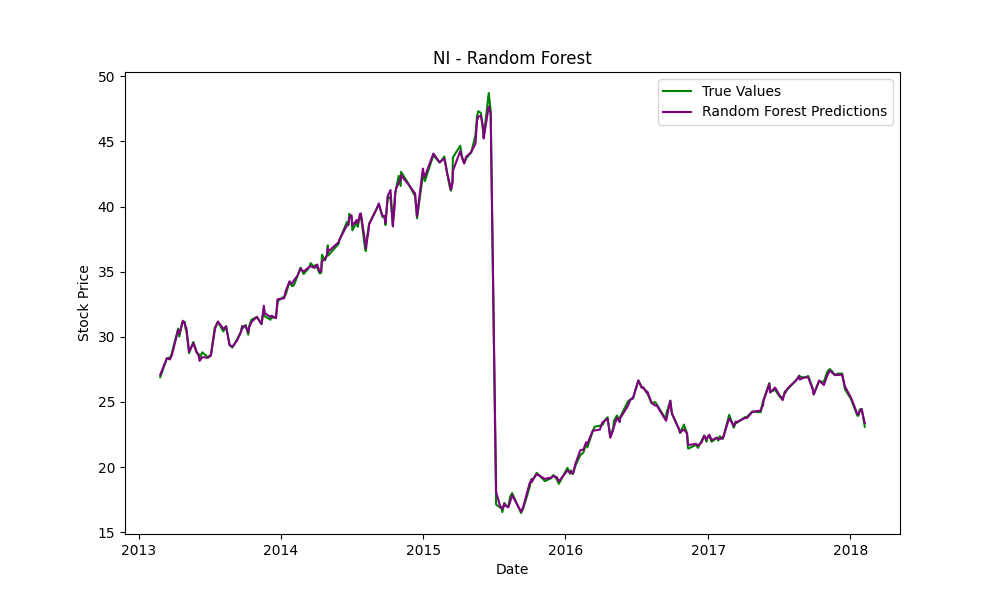 NI - Random Forest
True Values
Random Forest Predictions
50
45
40
35
30
25
20
15
Stock Price
2013
2014
2015
2016
2017
2018
Date